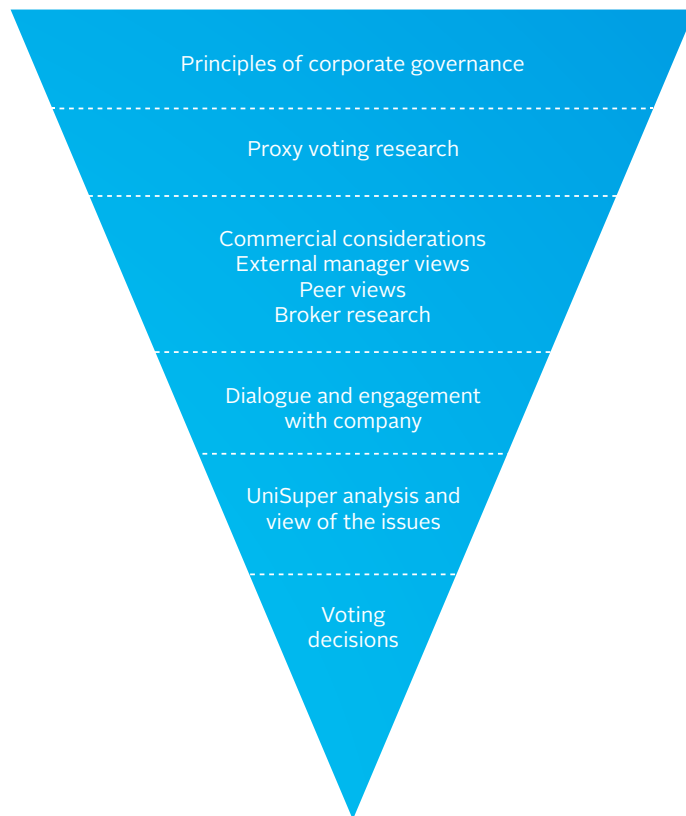 Principles of corporate governance
Proxy voting research
Commercial considerations
External manager views
Peer views
Broker research
Dialogue and engagement
with company
UniSuper analysis and
view of the issues
Voting
decisions